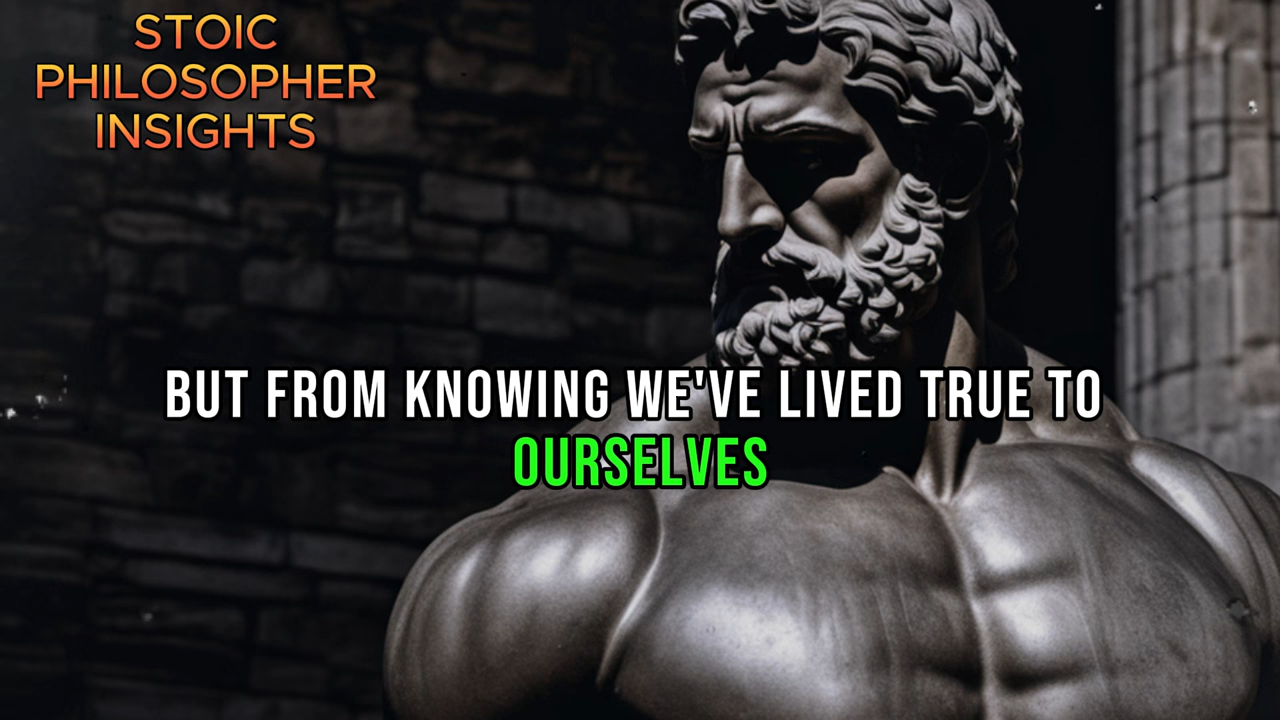 STOIC
PHILOSOPHER
INSIGHTS
BUT FROM KNOWING WE'VE LIVED TRUE TO
OURSELVES